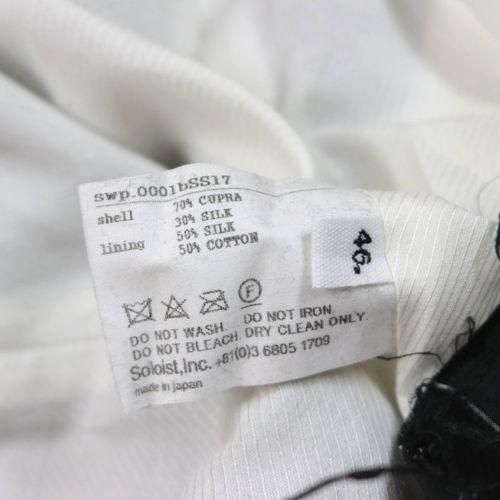 swp.0001bSS17
shell 70% CUPRA
30% SILK
lining 50% SILK
50% COTTON
46.
F
DO NOT WASH. DO NOT IRON.
DO NOT BLEACH. DRY CLEAN ONLY.
Soloist,Inc. +81(0)3 6805 1709
made in japan